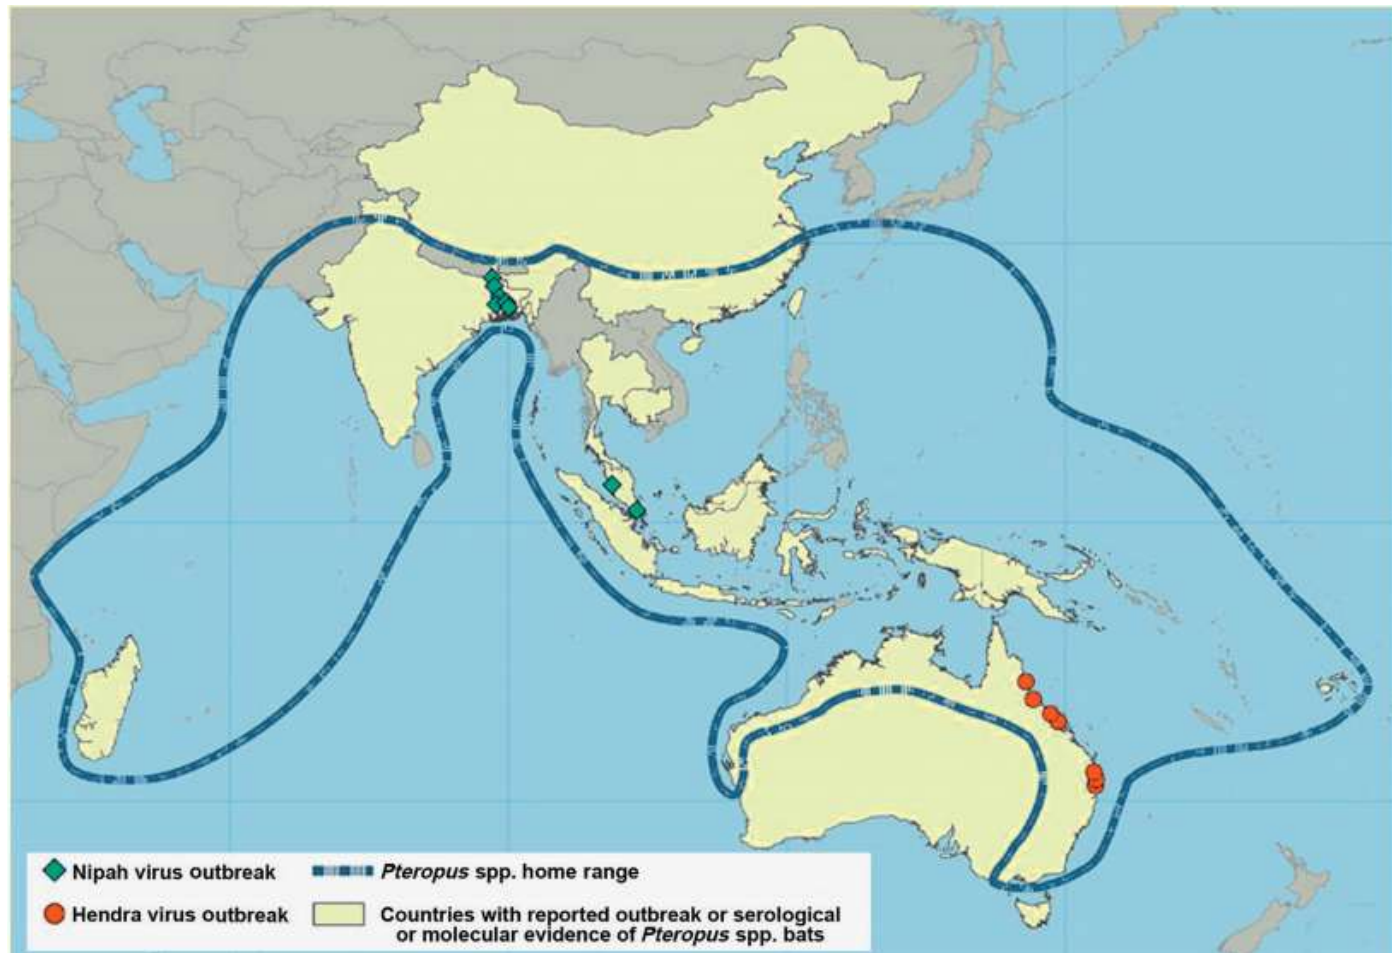 Nipah virus outbreak
Pteropus spp. home range
Hendra virus outbreak
Countries with reported outbreak or serological
or molecular evidence of Pteropus spp. bats